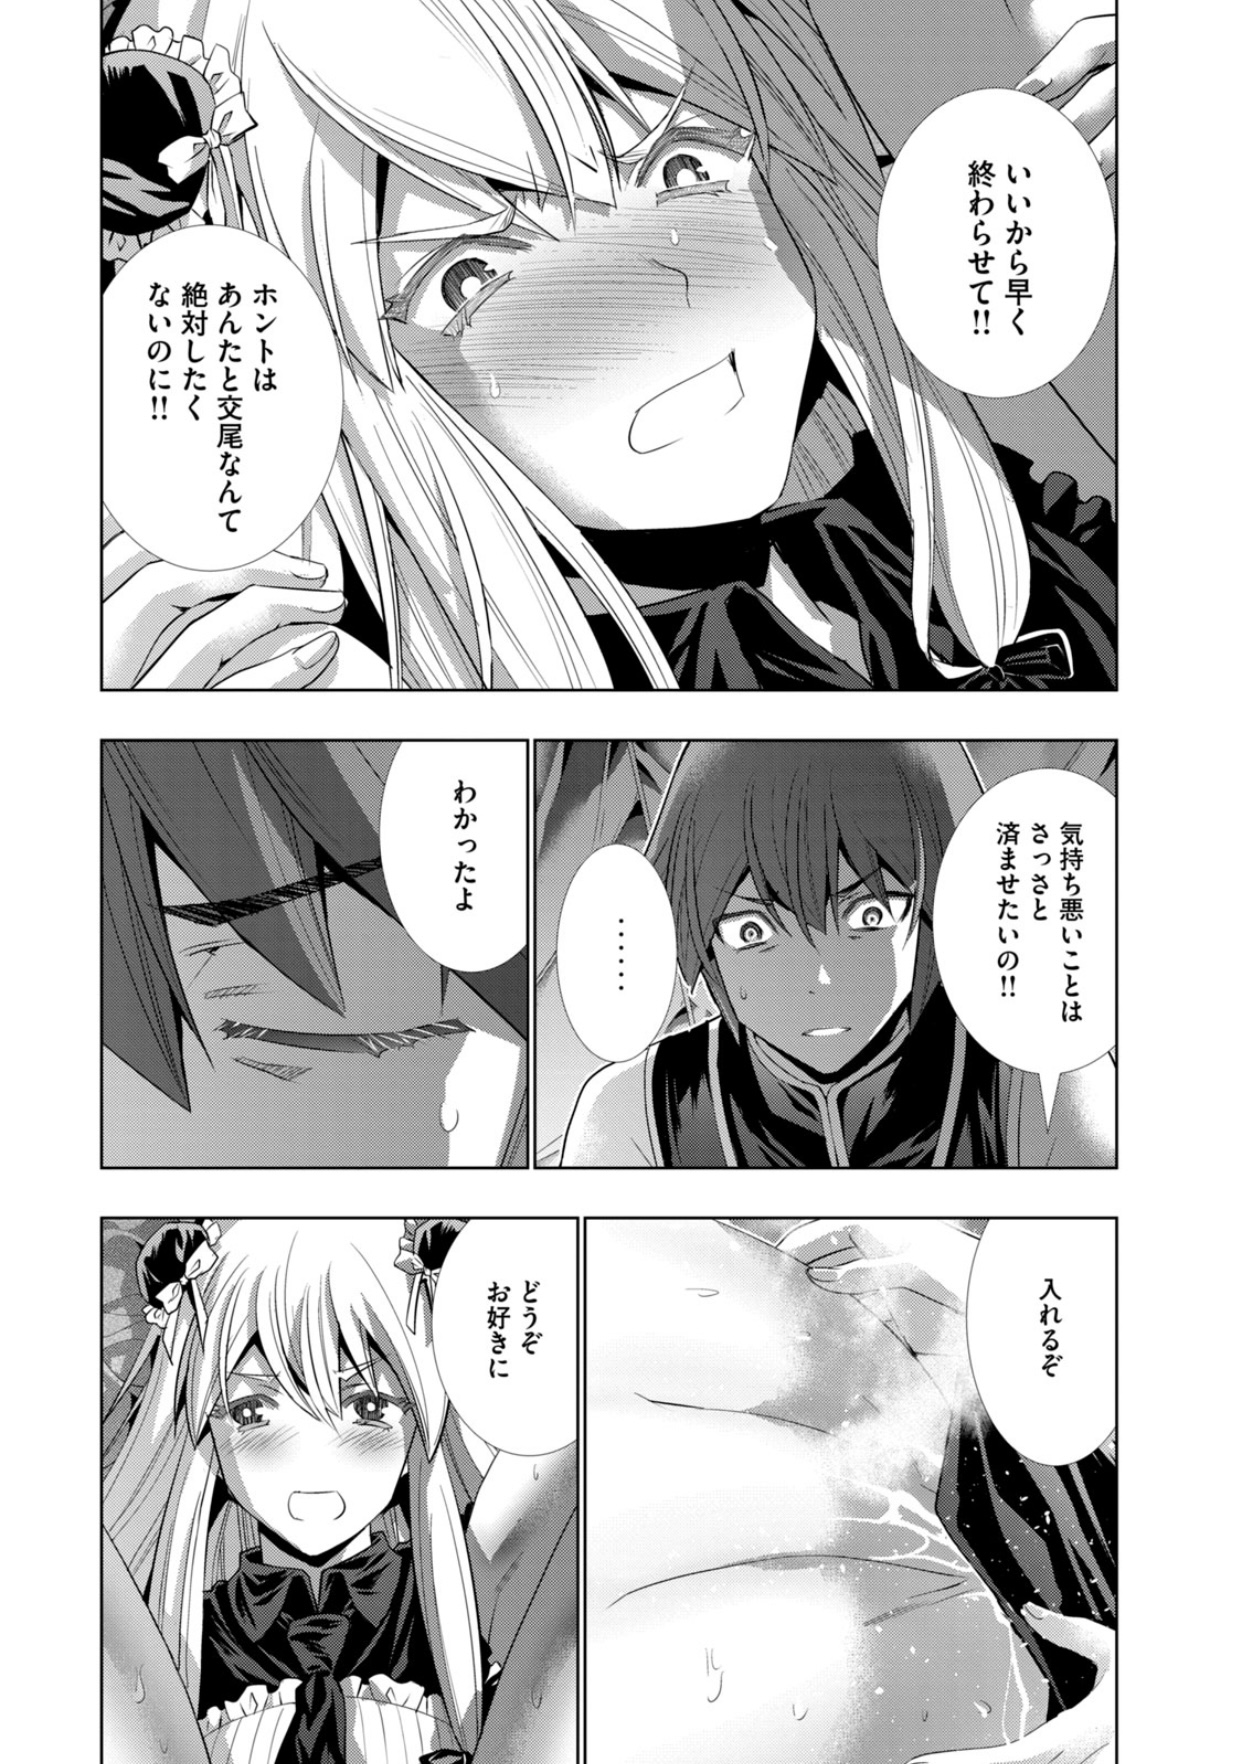 いいから早く
終わらせて!!
ホントは
あんたと交尾なんて
絶対したく
ないのに!!
気持ち悪いことは
さっさと
済ませたいの!!
・・・・・・
わかったよ
入れるぞ
どうぞ
お好きに